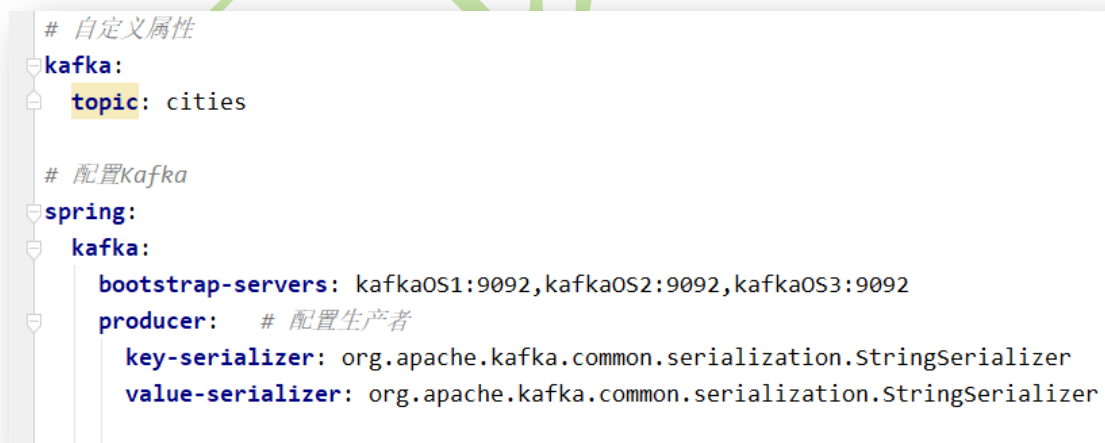 # 自定义属性
kafka:
topic: cities
# 配置Kafka
spring:
kafka:
bootstrap-servers: kafkaOS1:9092,kafkaOS2:9092,kafkaOS3:9092
producer: # 配置生产者
key-serializer: org.apache.kafka.common.serialization.StringSerializer
value-serializer: org.apache.kafka.common.serialization.StringSerializer